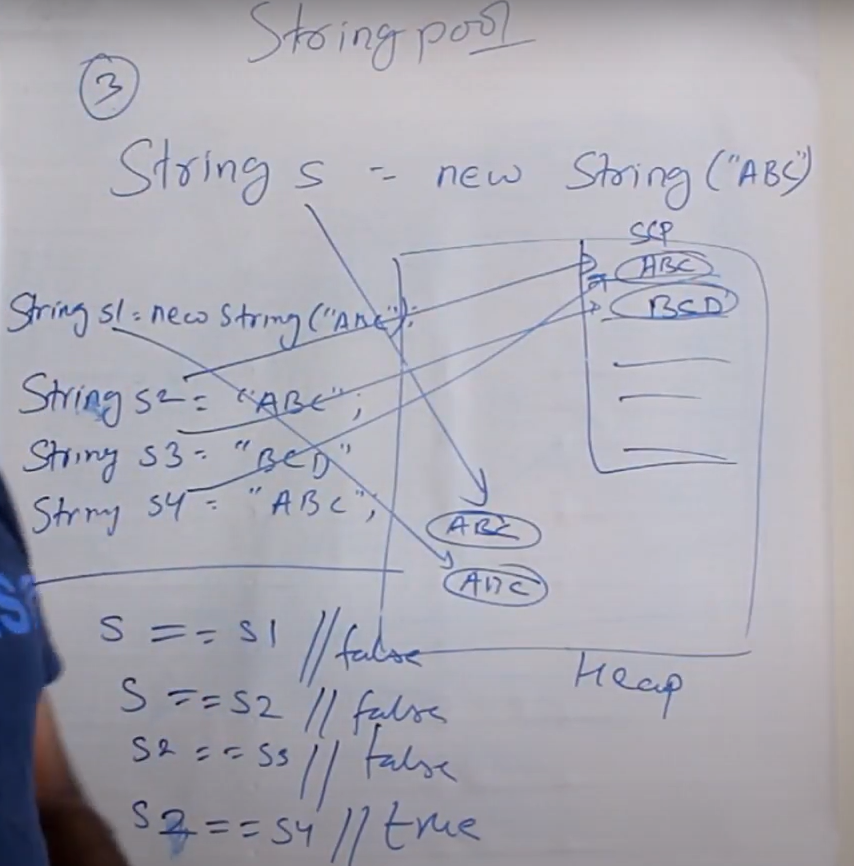 String pool
3
String s = new String ("ABC")
SCP
ABC
BCD
String s1 = new String ("ABC");
String s2 = "ABC";
String s3 = "BCD"
String s4 = "ABC";
ABC
ABC
s == s1 // false
Heap
s == s2 // false
s2 == s3 // false
s2 == s4 // true